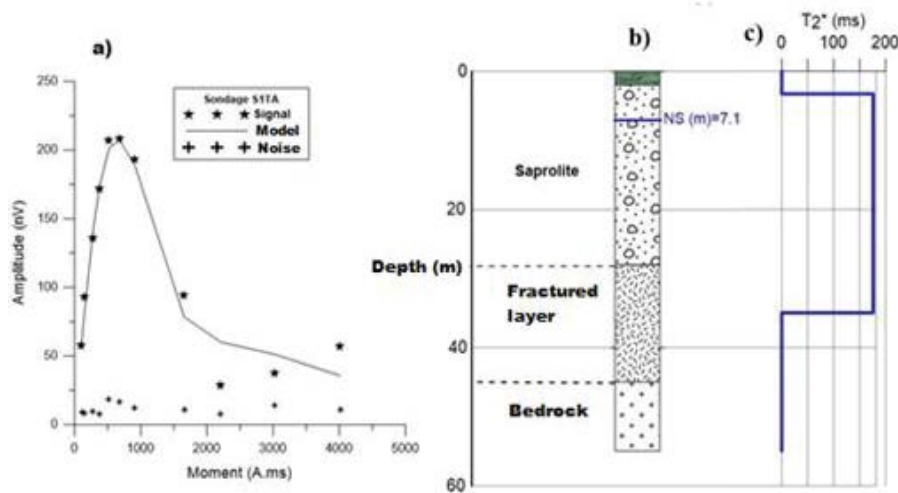 a)
250
200
150
100
50
0
Amplitude (nV)
0 1000 2000 3000 4000 5000
Moment (A.ms)
Sondage S1TA
Signal
Model
Noise
b)
NS (m)=7.1
Saprolite
Depth (m)
Fractured
layer
Bedrock
c)
T2* (ms)
0 100 200
0
20
40
60